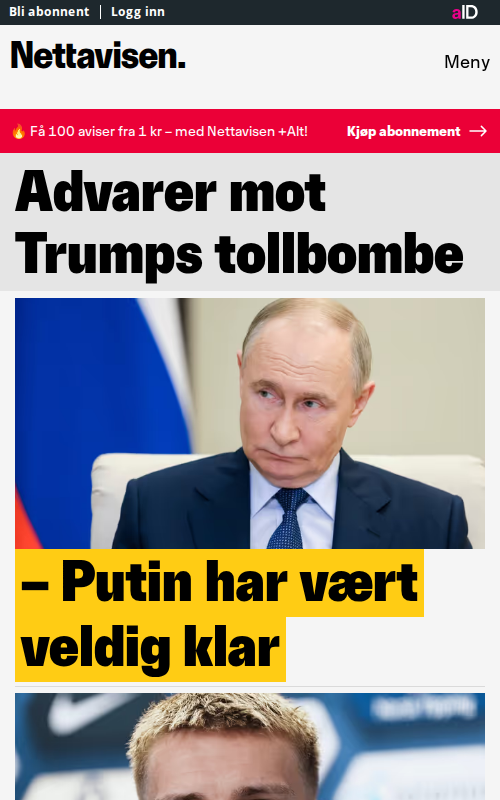 Bli abonnent | Logg inn
aID
Nettavisen.
Meny
🔥 Få 100 aviser fra 1 kr – med Nettavisen +Alt!
Kjøp abonnement →
Advarer mot
Trumps tollbombe
– Putin har vært
veldig klar